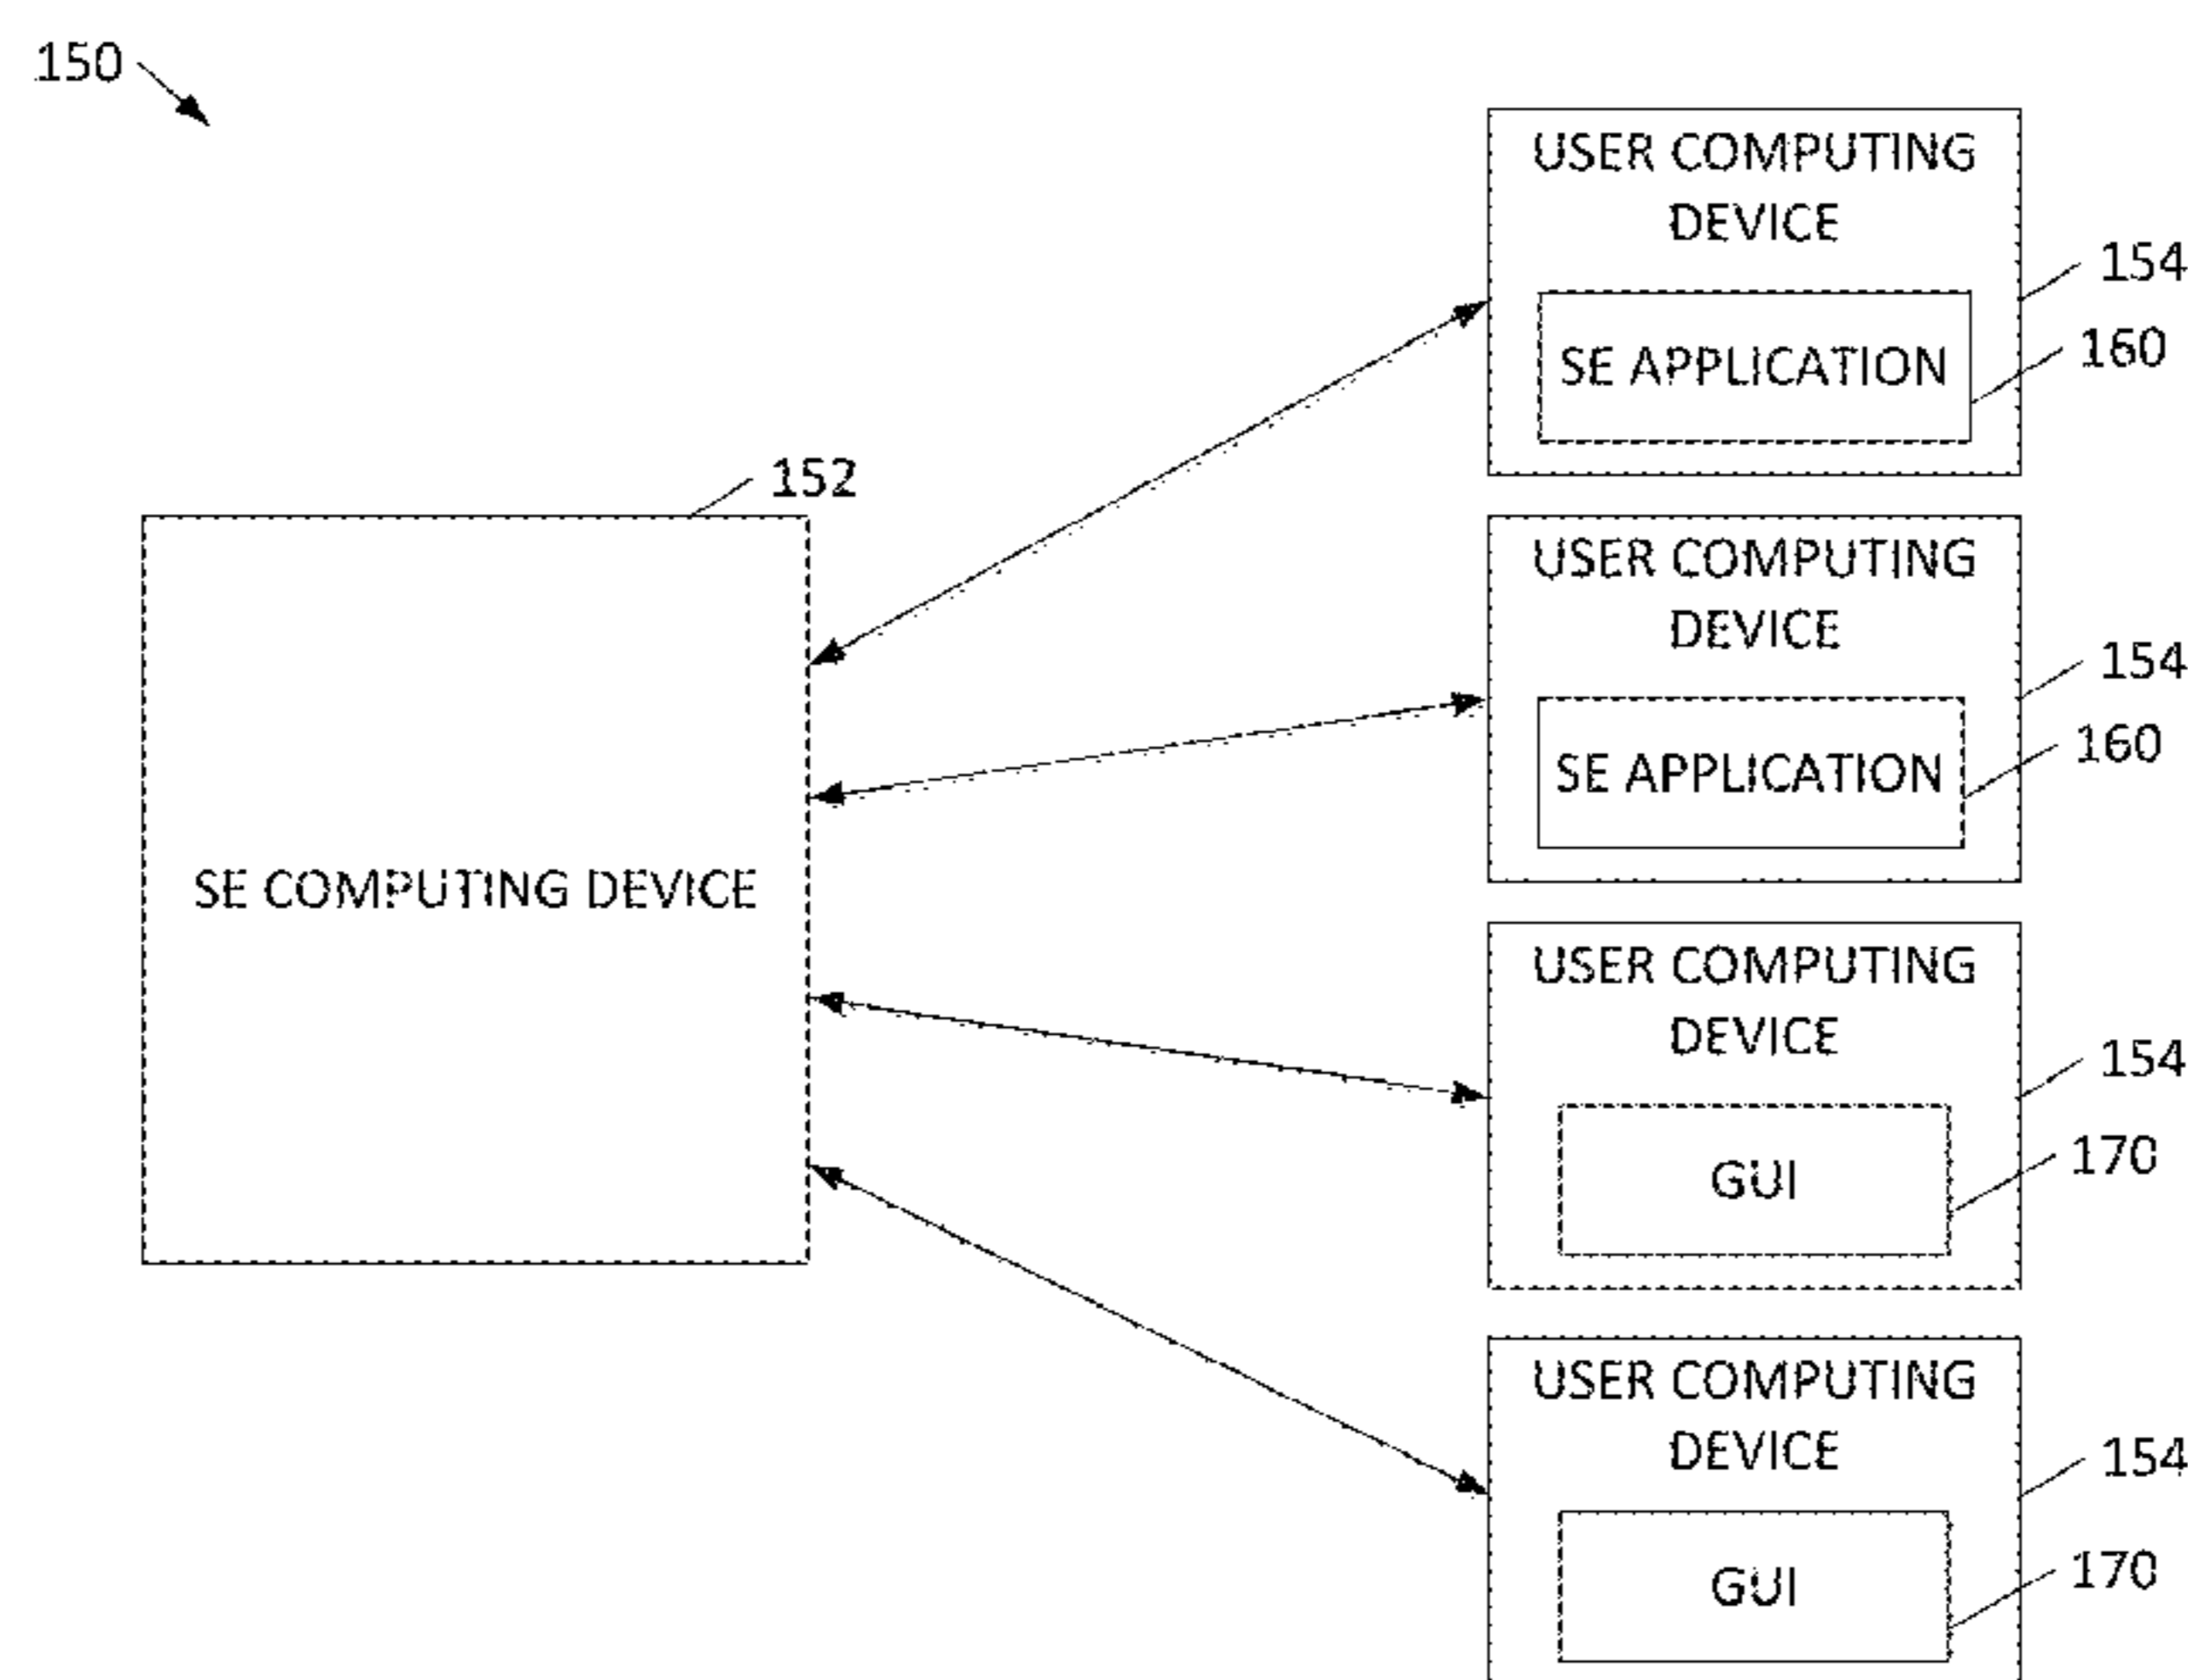 150
USER COMPUTING
DEVICE
154
SE APPLICATION
160
152
SE COMPUTING DEVICE
USER COMPUTING
DEVICE
154
SE APPLICATION
160
USER COMPUTING
DEVICE
154
GUI
170
USER COMPUTING
DEVICE
154
GUI
170